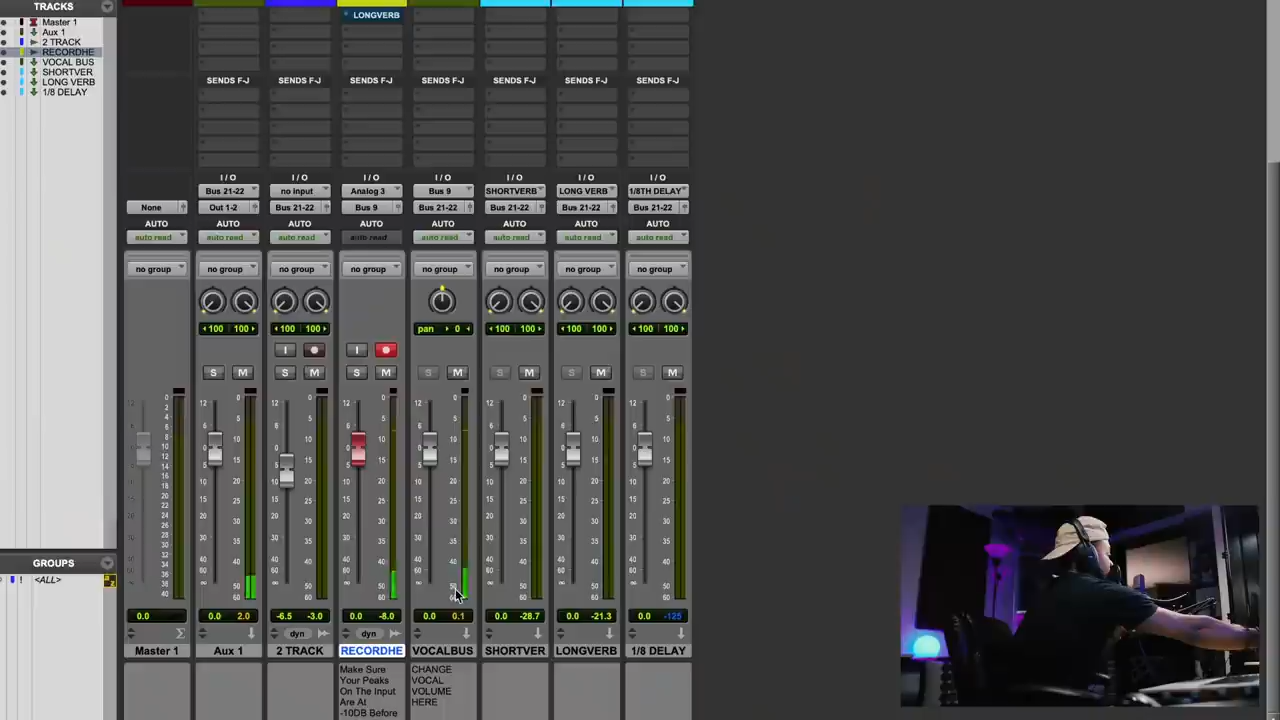 TRACKS
Master 1
Aux 1
2 TRACK
RECORDHE
VOCAL BUS
SHORTVER
LONG VERB
1/8 DELAY
GROUPS
! <ALL>
LONGVERB
SENDS F-J SENDS F-J SENDS F-J SENDS F-J SENDS F-J SENDS F-J SENDS F-J
I / O I / O I / O I / O I / O I / O I / O
Bus 21-22 no input Analog 3 Bus 9 SHORTVERB LONG VERB 1/8TH DELAY
None Out 1-2 Bus 21-22 Bus 9 Bus 21-22 Bus 21-22 Bus 21-22 Bus 21-22
AUTO AUTO AUTO AUTO AUTO AUTO AUTO AUTO
auto read auto read auto read auto read auto read auto read auto read auto read
no group no group no group no group no group no group no group no group
100 100 100 100 pan 0 100 100 100 100 100 100
I I
S M S M S M S M S M S M S M
0.0 0.0 2.0 -6.5 -3.0 0.0 -8.0 0.0 0.1 0.0 -28.7 0.0 -21.3 0.0 -125
dyn dyn
Master 1 Aux 1 2 TRACK RECORDHE VOCALBUS SHORTVER LONGVERB 1/8 DELAY
Make Sure
Your Peaks
On The Input
Are At
-10DB Before
CHANGE
VOCAL
VOLUME
HERE